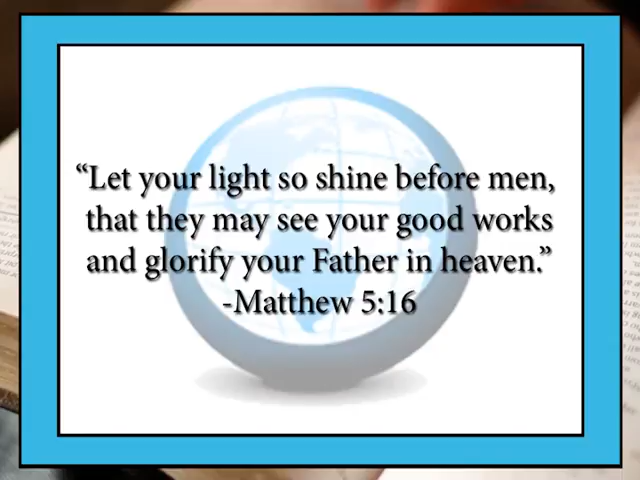 “Let your light so shine before men,
that they may see your good works
and glorify your Father in heaven.”
-Matthew 5:16